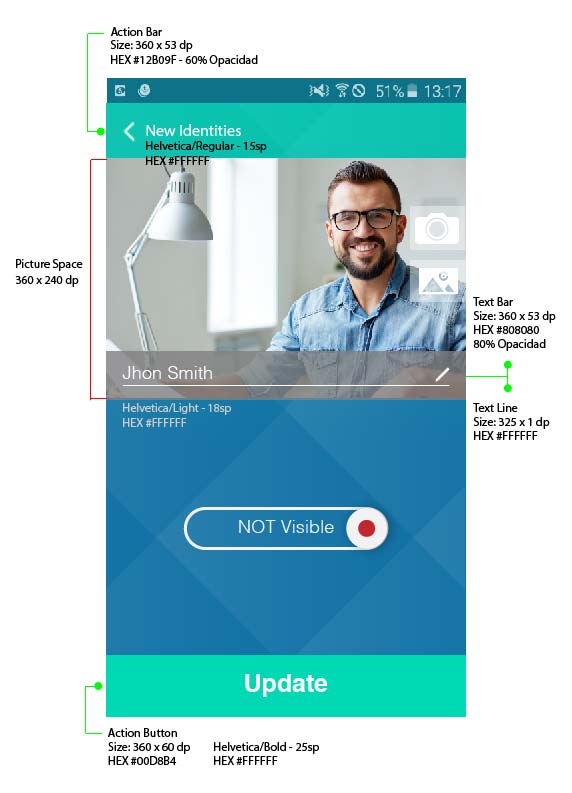 Action Bar
Size: 360 x 53 dp
HEX #12B09F - 60% Opacidad
51% 13:17
New Identities
Helvetica/Regular - 15sp
HEX #FFFFFF
Picture Space
360 x 240 dp
Text Bar
Size: 360 x 53 dp
HEX #808080
80% Opacidad
Jhon Smith
Helvetica/Light - 18sp
HEX #FFFFFF
Text Line
Size: 325 x 1 dp
HEX #FFFFFF
NOT Visible
Update
Action Button
Size: 360 x 60 dp
HEX #00D8B4
Helvetica/Bold - 25sp
HEX #FFFFFF